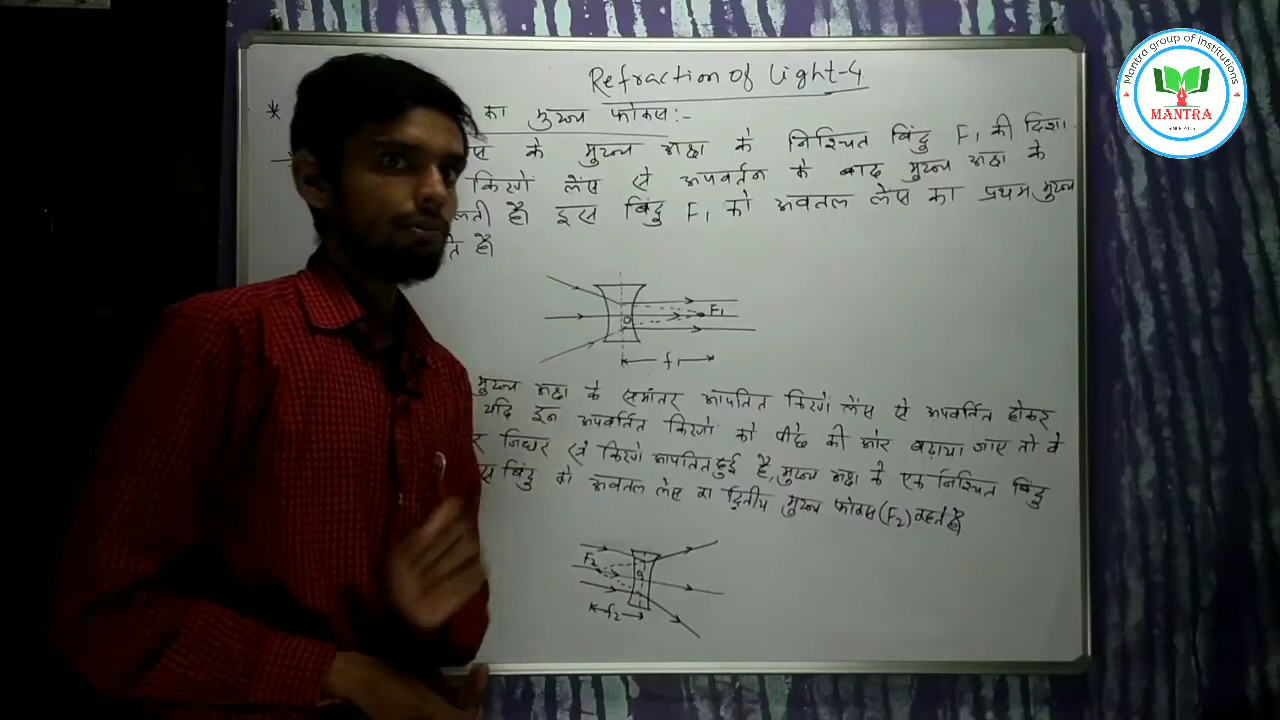 Refraction of Light-4
* का मुख्य फोकस:-
के मुख्य अक्ष के निश्चित बिंदु F₁ की दिशा
किरणें लेंस से अपवर्तन के बाद मुख्य अक्ष के
लती है। इस बिंदु F₁ को अवतल लेंस का प्रथम मुख्य
ते है।
F₁
O
f₁
मुख्य अक्ष के समांतर आपतित किरणें लेंस से अपवर्तित होकर
यदि इन अपवर्तित किरणों को पीछे की ओर बढ़ाया जाए तो वे
र जिधर से किरणें आपतित हुई है, मुख्य अक्ष के एक निश्चित बिंदु
स बिंदु को अवतल लेंस का द्वितीय मुख्य फोकस (F₂) कहते है।
F₂
O
f₂
Mantra group of Institutions
MANTRA